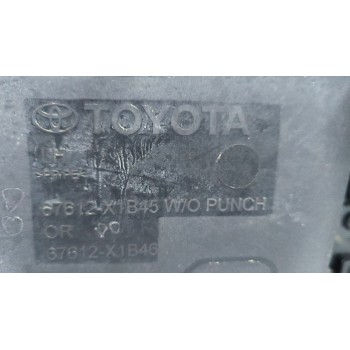 TOYOTA
67612-X1B45 W/O PUNCH
OR
67612-X1B46